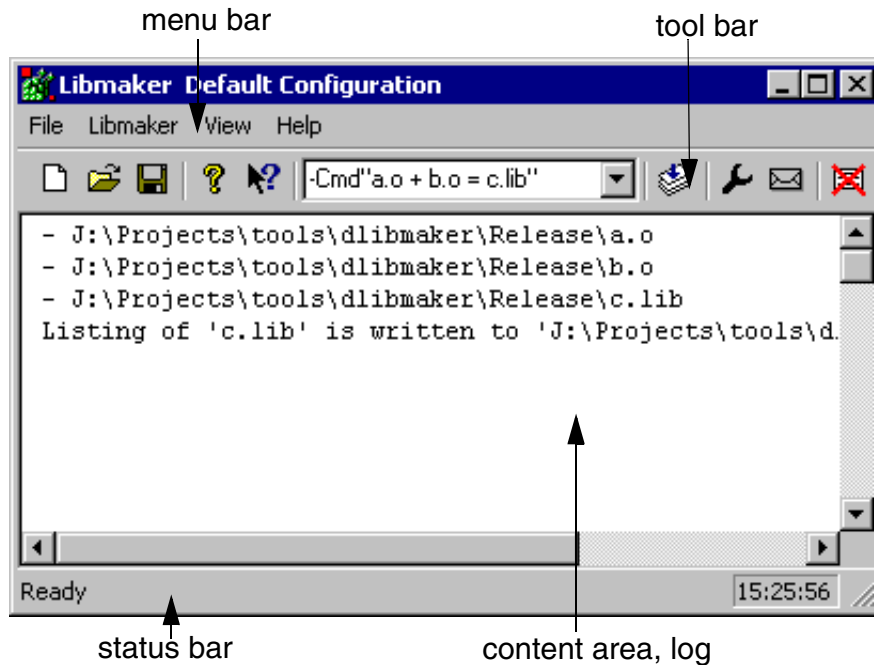 menu bar
tool bar
Libmaker Default Configuration
File Libmaker View Help
-Cmd"a.o + b.o = c.lib"
- J:\Projects\tools\dlibmaker\Release\a.o
- J:\Projects\tools\dlibmaker\Release\b.o
- J:\Projects\tools\dlibmaker\Release\c.lib
Listing of 'c.lib' is written to 'J:\Projects\tools\d
Ready
15:25:56
status bar
content area, log